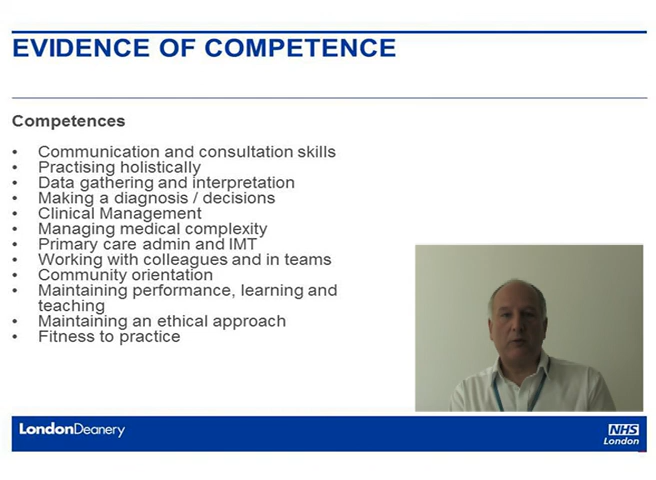 EVIDENCE OF COMPETENCE
Competences
• Communication and consultation skills
• Practising holistically
• Data gathering and interpretation
• Making a diagnosis / decisions
• Clinical Management
• Managing medical complexity
• Primary care admin and IMT
• Working with colleagues and in teams
• Community orientation
• Maintaining performance, learning and
teaching
• Maintaining an ethical approach
• Fitness to practice
LondonDeanery
NHS
London